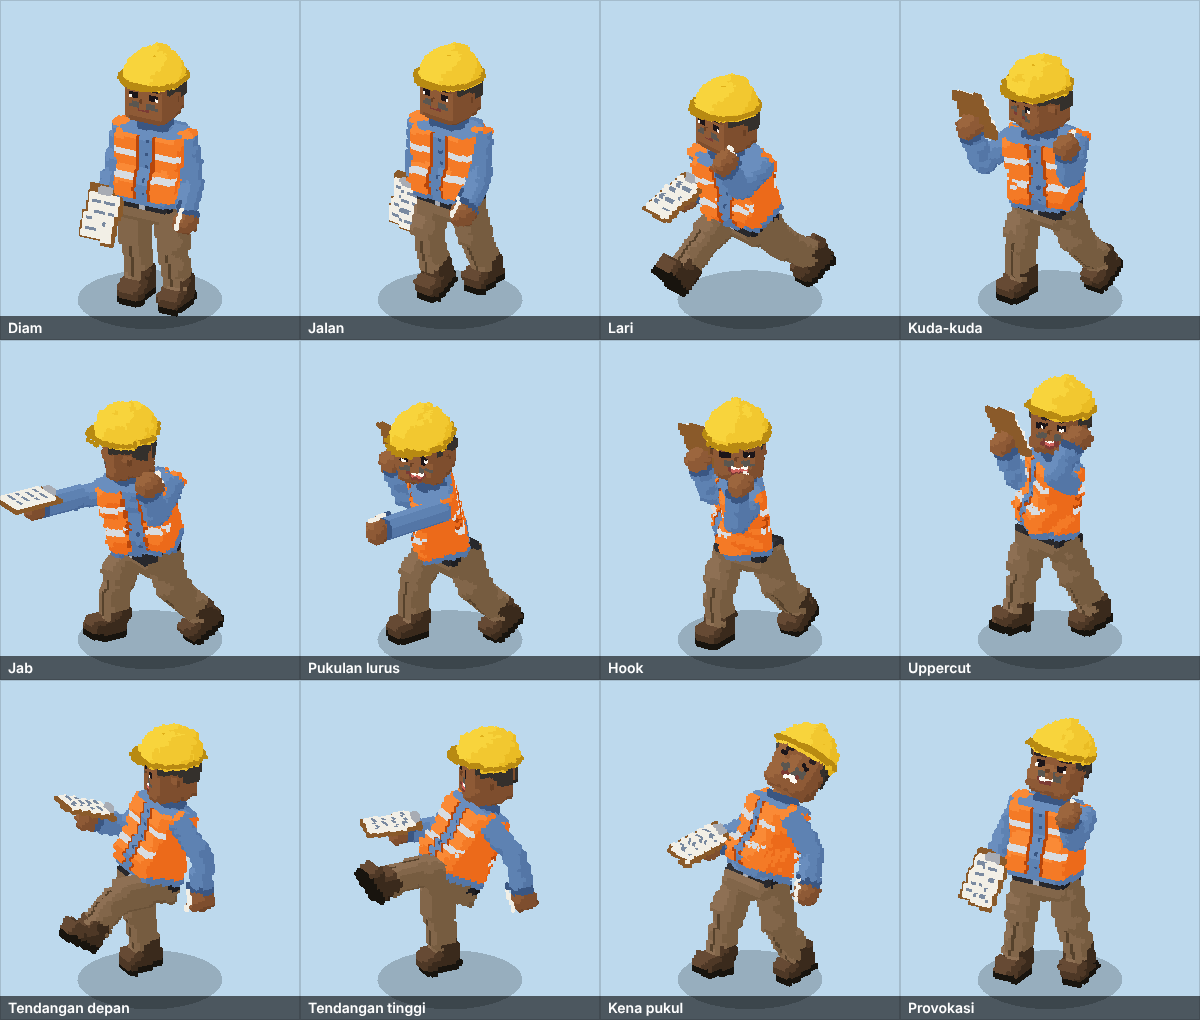 Diam
Jalan
Lari
Kuda-kuda
Jab
Pukulan lurus
Hook
Uppercut
Tendangan depan
Tendangan tinggi
Kena pukul
Provokasi